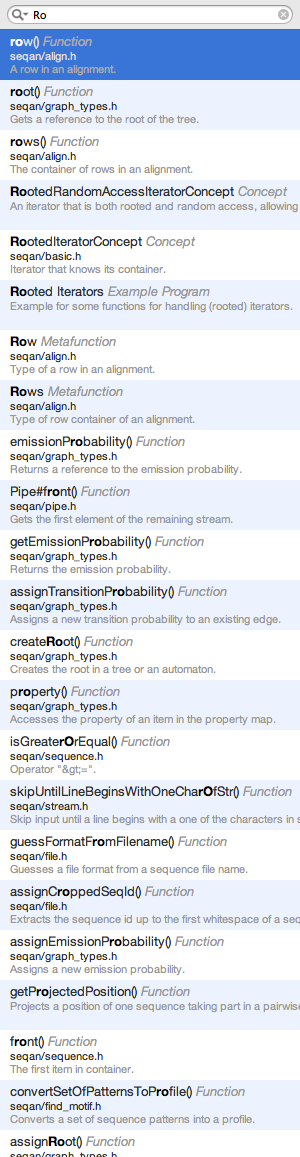 Ro
row() Function
seqan/align.h
A row in an alignment.
root() Function
seqan/graph_types.h
Gets a reference to the root of the tree.
rows() Function
seqan/align.h
The container of rows in an alignment.
RootedRandomAccessIteratorConcept Concept
An iterator that is both rooted and random access, allowing
RootedIteratorConcept Concept
seqan/basic.h
Iterator that knows its container.
Rooted Iterators Example Program
Example for some functions for handling (rooted) iterators.
Row Metafunction
seqan/align.h
Type of a row in an alignment.
Rows Metafunction
seqan/align.h
Type of row container of an alignment.
emissionProbability() Function
seqan/graph_types.h
Returns a reference to the emission probability.
Pipe#front() Function
seqan/pipe.h
Gets the first element of the remaining stream.
getEmissionProbability() Function
seqan/graph_types.h
Returns the emission probability.
assignTransitionProbability() Function
seqan/graph_types.h
Assigns a new transition probability to an existing edge.
createRoot() Function
seqan/graph_types.h
Creates the root in a tree or an automaton.
property() Function
seqan/graph_types.h
Accesses the property of an item in the property map.
isGreaterOrEqual() Function
seqan/sequence.h
Operator "&gt;=".
skipUntilLineBeginsWithOneCharOfStr() Function
seqan/stream.h
Skip input until a line begins with a one of the characters in s
guessFormatFromFilename() Function
seqan/file.h
Guesses a file format from a sequence file name.
assignCroppedSeqId() Function
seqan/file.h
Extracts the sequence id up to the first whitespace of a seq
assignEmissionProbability() Function
seqan/graph_types.h
Assigns a new emission probability.
getProjectedPosition() Function
Projects a position of one sequence taking part in a pairwise
front() Function
seqan/sequence.h
The first item in container.
convertSetOfPatternsToProfile() Function
seqan/find_motif.h
Converts a set of sequence patterns into a profile.
assignRoot() Function
seqan/graph_types.h